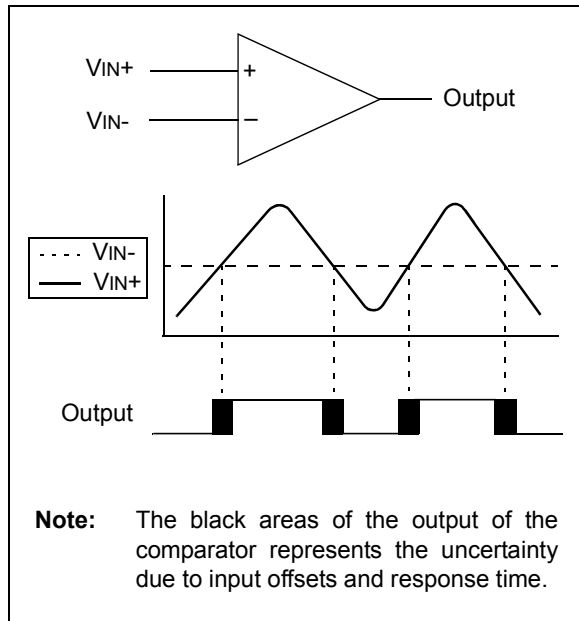 VIN+
+
Output
VIN-
–
VIN-
VIN+
Output
Note: The black areas of the output of the
comparator represents the uncertainty
due to input offsets and response time.